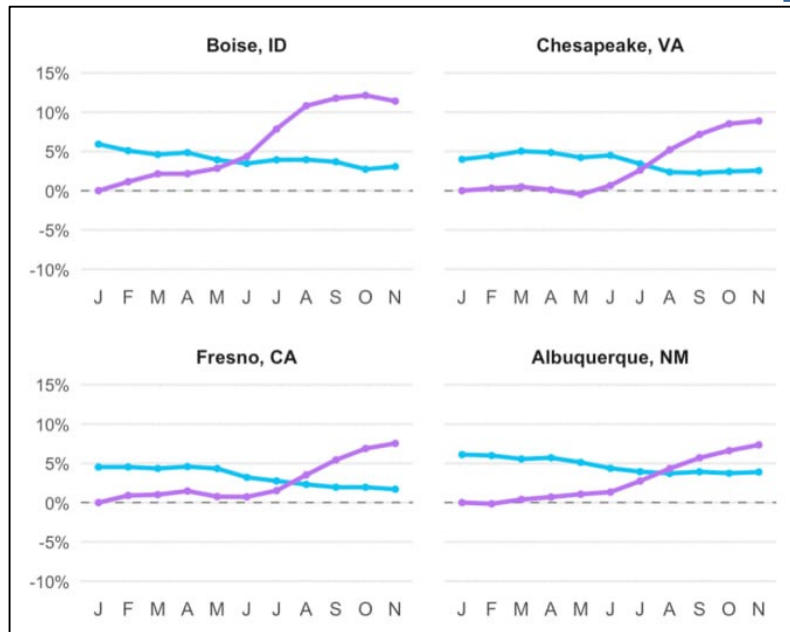 Boise, ID
15%
10%
5%
0%
-5%
-10%
J F M A M J J A S O N
Chesapeake, VA
J F M A M J J A S O N
Fresno, CA
15%
10%
5%
0%
-5%
-10%
J F M A M J J A S O N
Albuquerque, NM
J F M A M J J A S O N